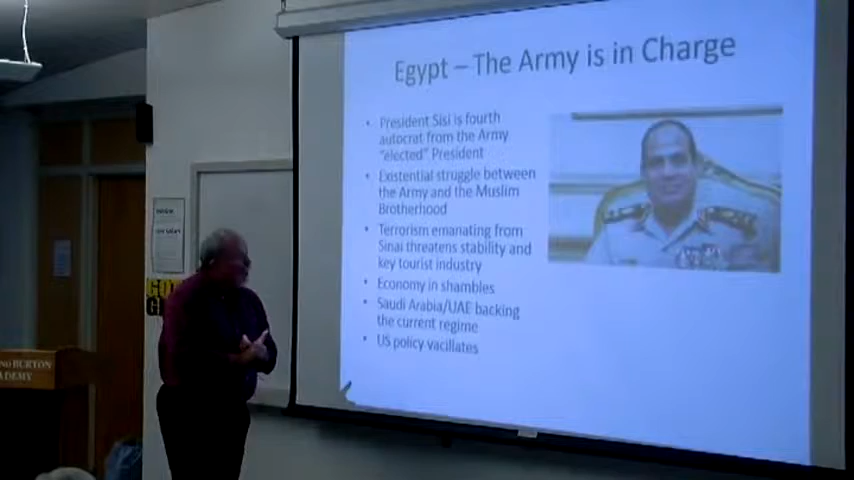 Egypt – The Army is in Charge
• President Sisi is fourth
autocrat from the Army
"elected" President
• Existential struggle between
the Army and the Muslim
Brotherhood
• Terrorism emanating from
Sinai threatens stability and
key tourist industry
• Economy in shambles
• Saudi Arabia/UAE backing
the current regime
• US policy vacillates
BURTON